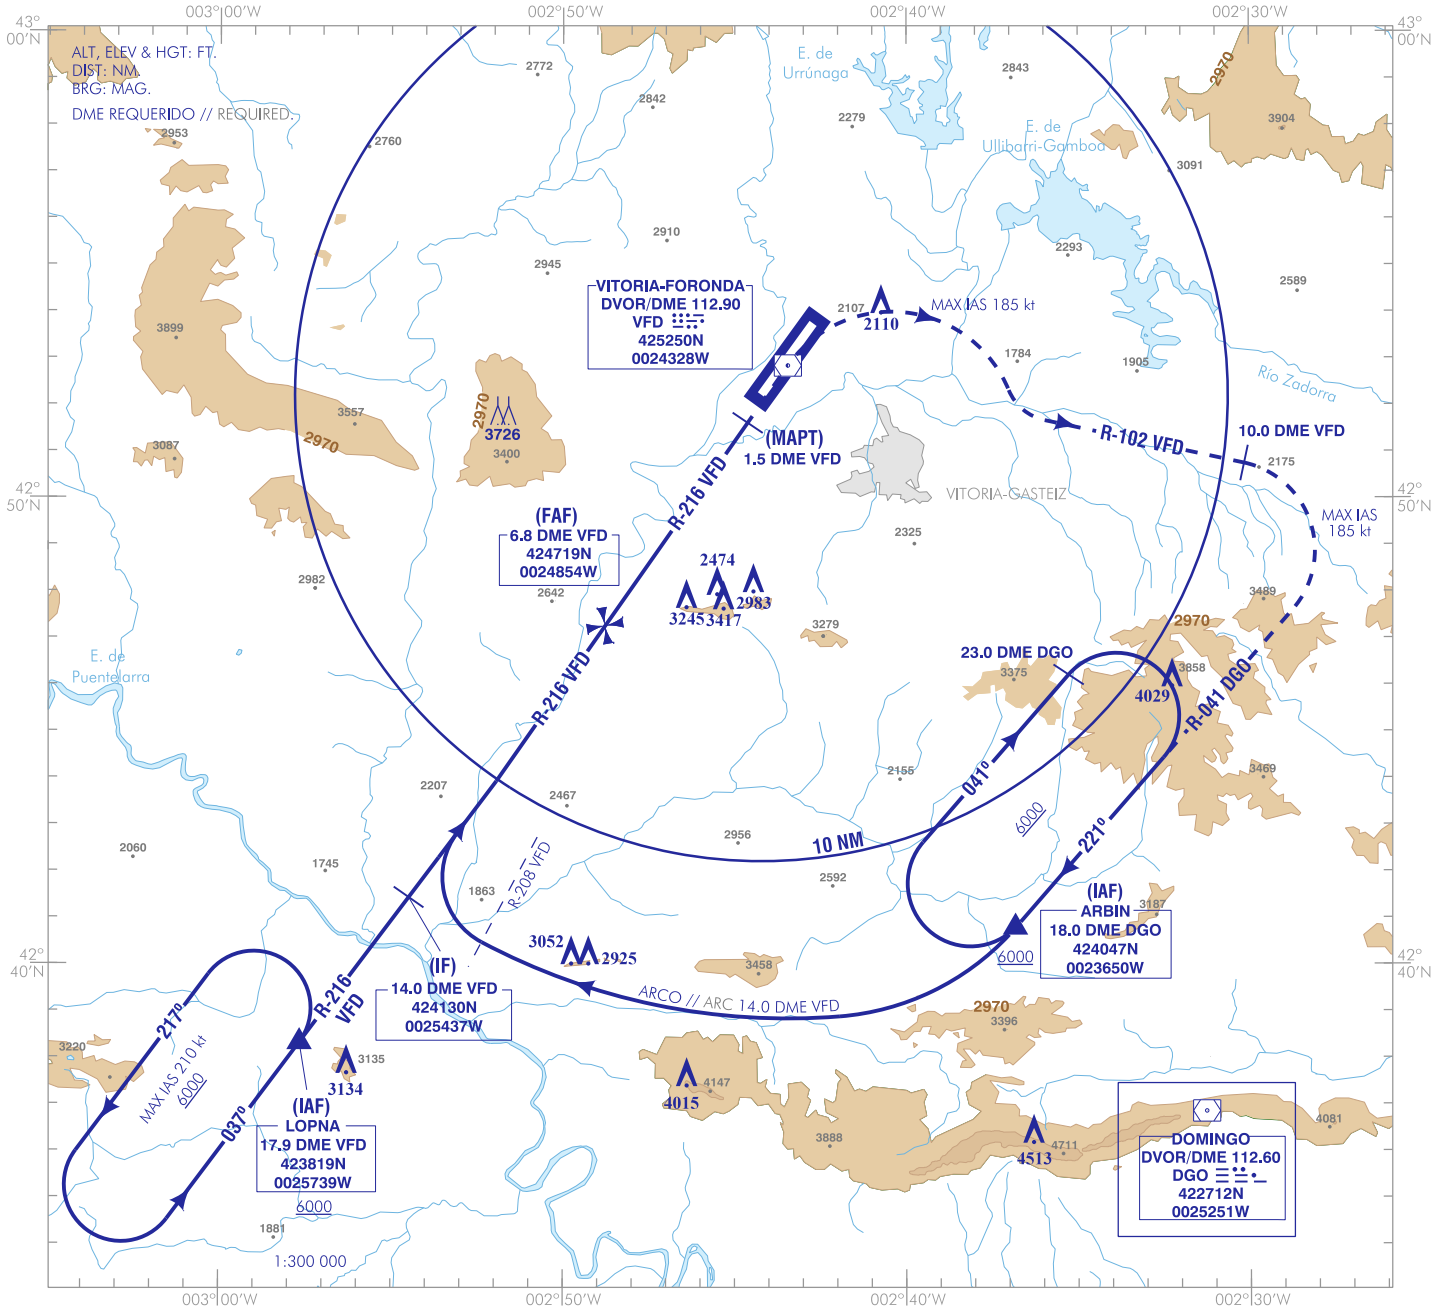 003°00'W
002°50'W
002°40'W
002°30'W
43°
00'N
43°
00'N
ALT, ELEV & HGT: FT.
DIST: NM.
BRG: MAG.
DME REQUERIDO // REQUIRED.
2953
2760
2772
2842
E. de
Urrúnaga
2279
2843
E. de
Ullibarri-Gamboa
2970
3904
3091
2910
2945
2293
2589
VITORIA-FORONDA
DVOR/DME 112.90
VFD
425250N
0024328W
2107
2110
MAX IAS 185 kt
3899
1784
1905
Río Zadorra
3557
2970
3087
2970
3726
3400
(MAPT)
1.5 DME VFD
R-102 VFD
10.0 DME VFD
2175
42°
50'N
42°
50'N
R-216 VFD
VITORIA-GASTEIZ
MAX IAS
185 kt
(FAF)
6.8 DME VFD
424719N
0024854W
2325
2982
2642
2474
3245
3417
2983
3279
3489
2970
E. de
Puentelarra
R-216 VFD
23.0 DME DGO
3375
3858
4029
R-041 DGO
2207
2467
2155
041°
3469
6000
221°
2956
10 NM
2060
1745
1863
R-208 VFD
2592
(IAF)
ARBIN
18.0 DME DGO
424047N
0023650W
3187
6000
3052
2925
42°
40'N
42°
40'N
(IF)
14.0 DME VFD
424130N
0025437W
3458
ARCO // ARC 14.0 DME VFD
2970
3396
R-216
VFD
217°
MAX IAS 210 kt
6000
3220
3135
3134
037°
(IAF)
LOPNA
17.9 DME VFD
423819N
0025739W
6000
4015
4147
3888
4513
4711
4081
DOMINGO
DVOR/DME 112.60
DGO
422712N
0025251W
1881
1:300 000
003°00'W
002°50'W
002°40'W
002°30'W